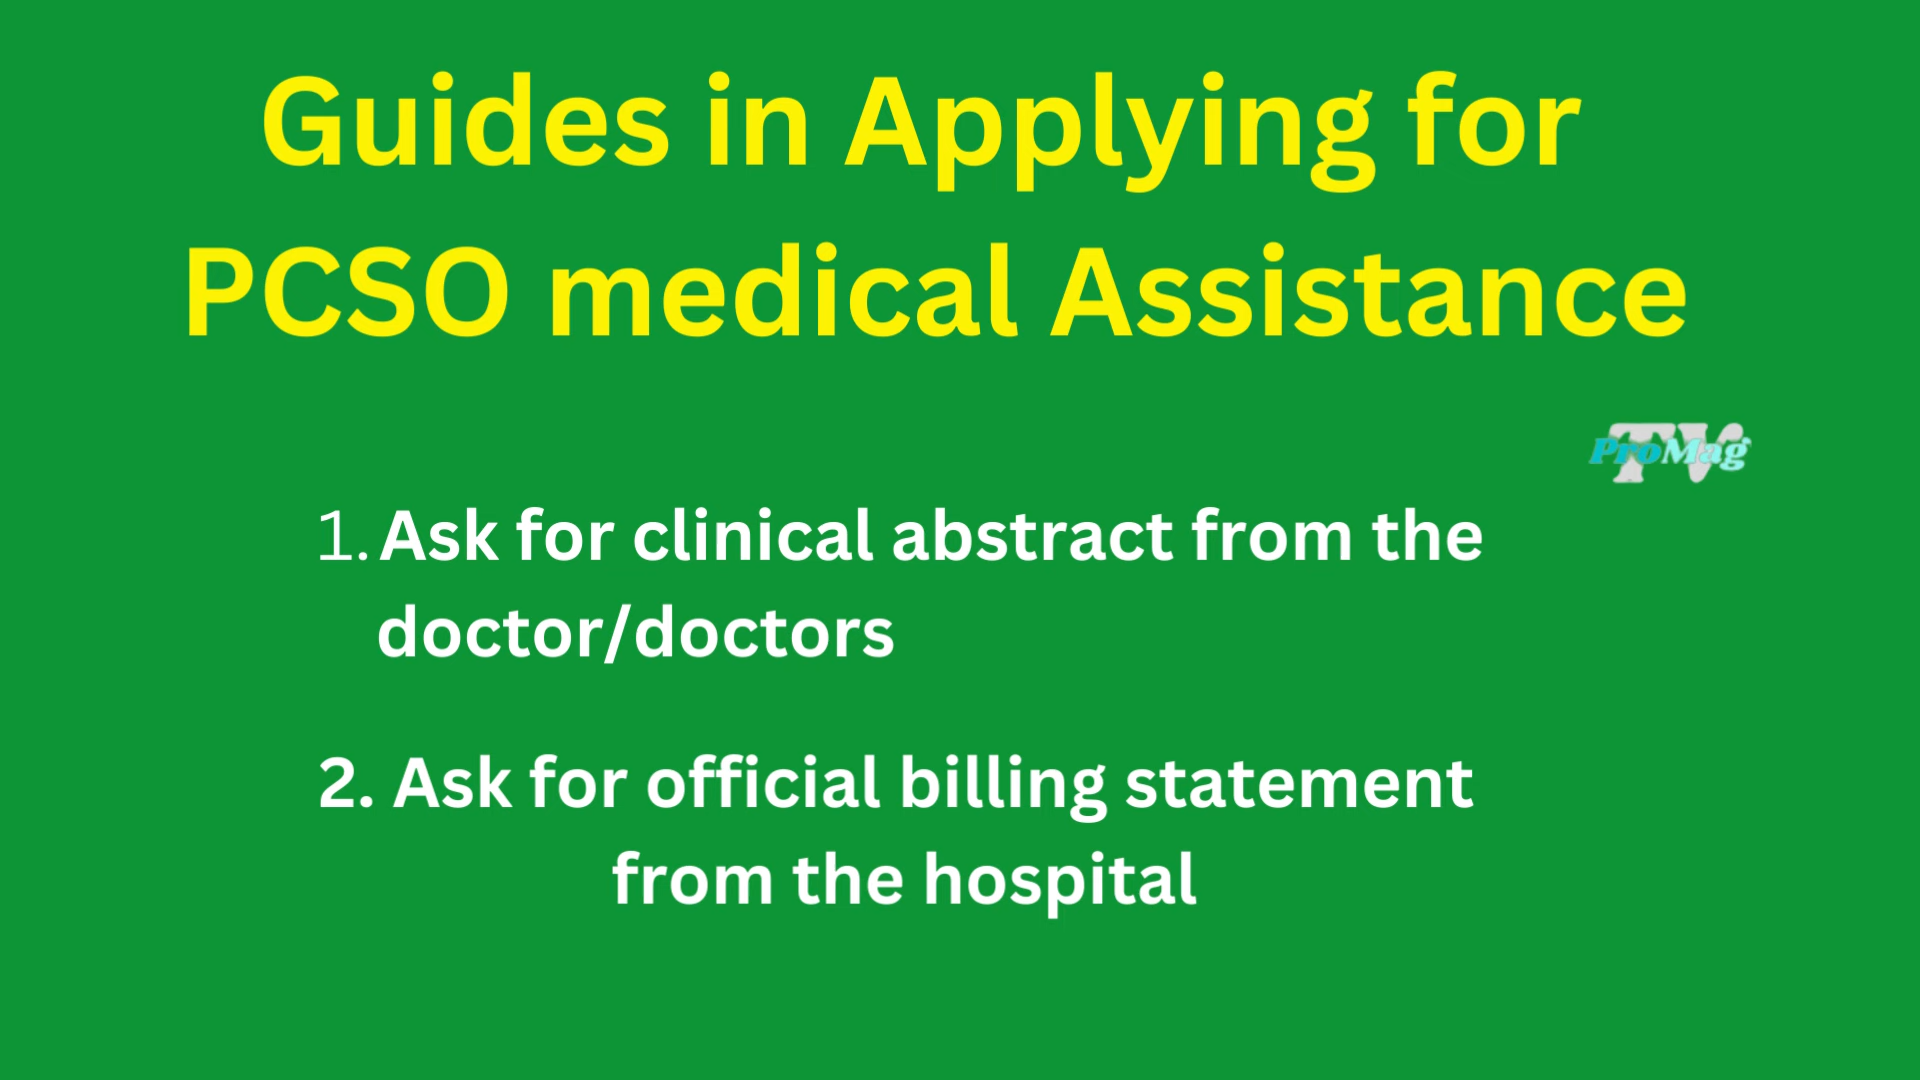 Guides in Applying for
PCSO medical Assistance
ProMag
TV
1. Ask for clinical abstract from the
doctor/doctors
2. Ask for official billing statement
from the hospital